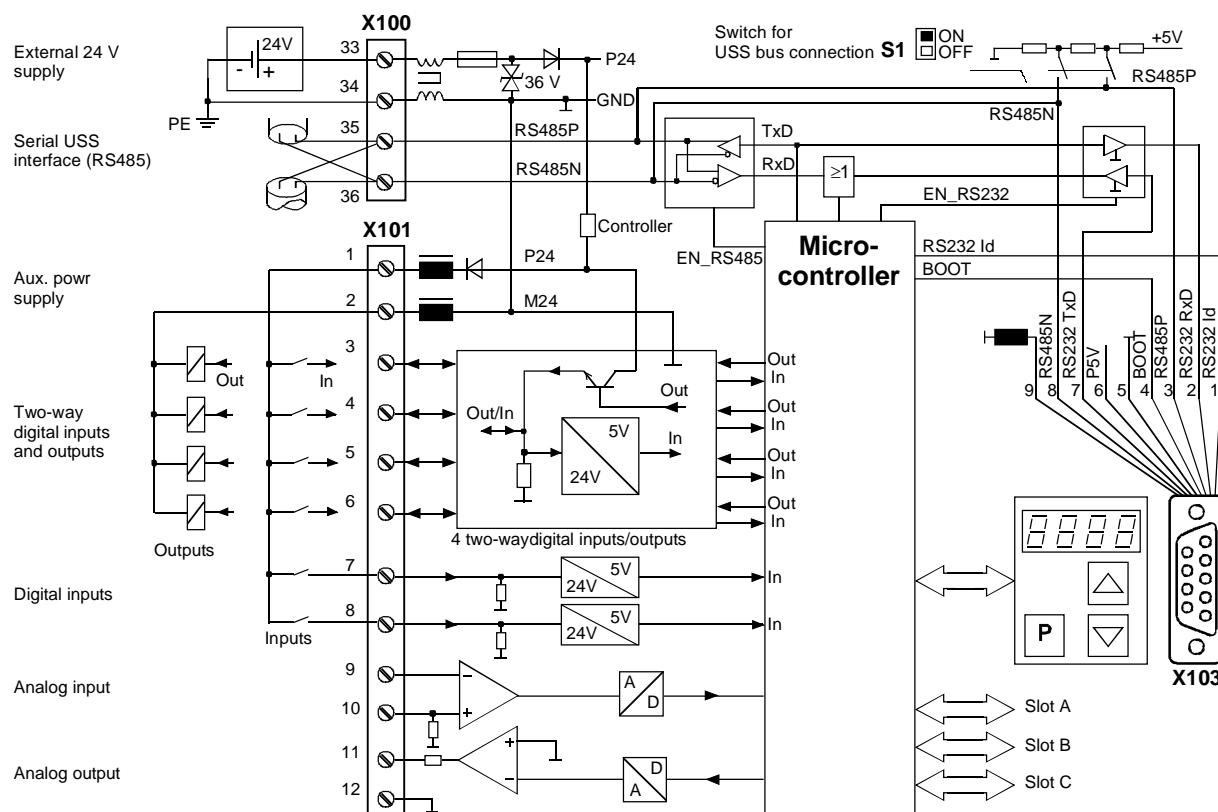 X100
External 24 V
supply
24V
- +
33
34
PE
36 V
P24
GND
Switch for
USS bus connection S1
ON
OFF
+5V
RS485P
RS485N
Serial USS
interface (RS485)
35
36
RS485P
RS485N
TxD
RxD
≥1
EN_RS232
Controller
EN_RS485
Micro-
controller
RS232 Id
BOOT
X101
Aux. powr
supply
1
2
P24
M24
RS485N
RS232 TxD
P5V
BOOT
RS485P
RS232 RxD
RS232 Id
9 8 7 6 5 4 3 2 1
Two-way
digital inputs
and outputs
Out
In
3
4
5
6
Out/In
Out
5V
24V
In
Out
In
Out
In
Out
In
Out
In
Outputs
4 two-waydigital inputs/outputs
Digital inputs
7
8
Inputs
5V
24V
In
5V
24V
In
P
X103
Analog input
9
10
-
+
A
D
Slot A
Slot B
Slot C
Analog output
11
12
+
-
D
A